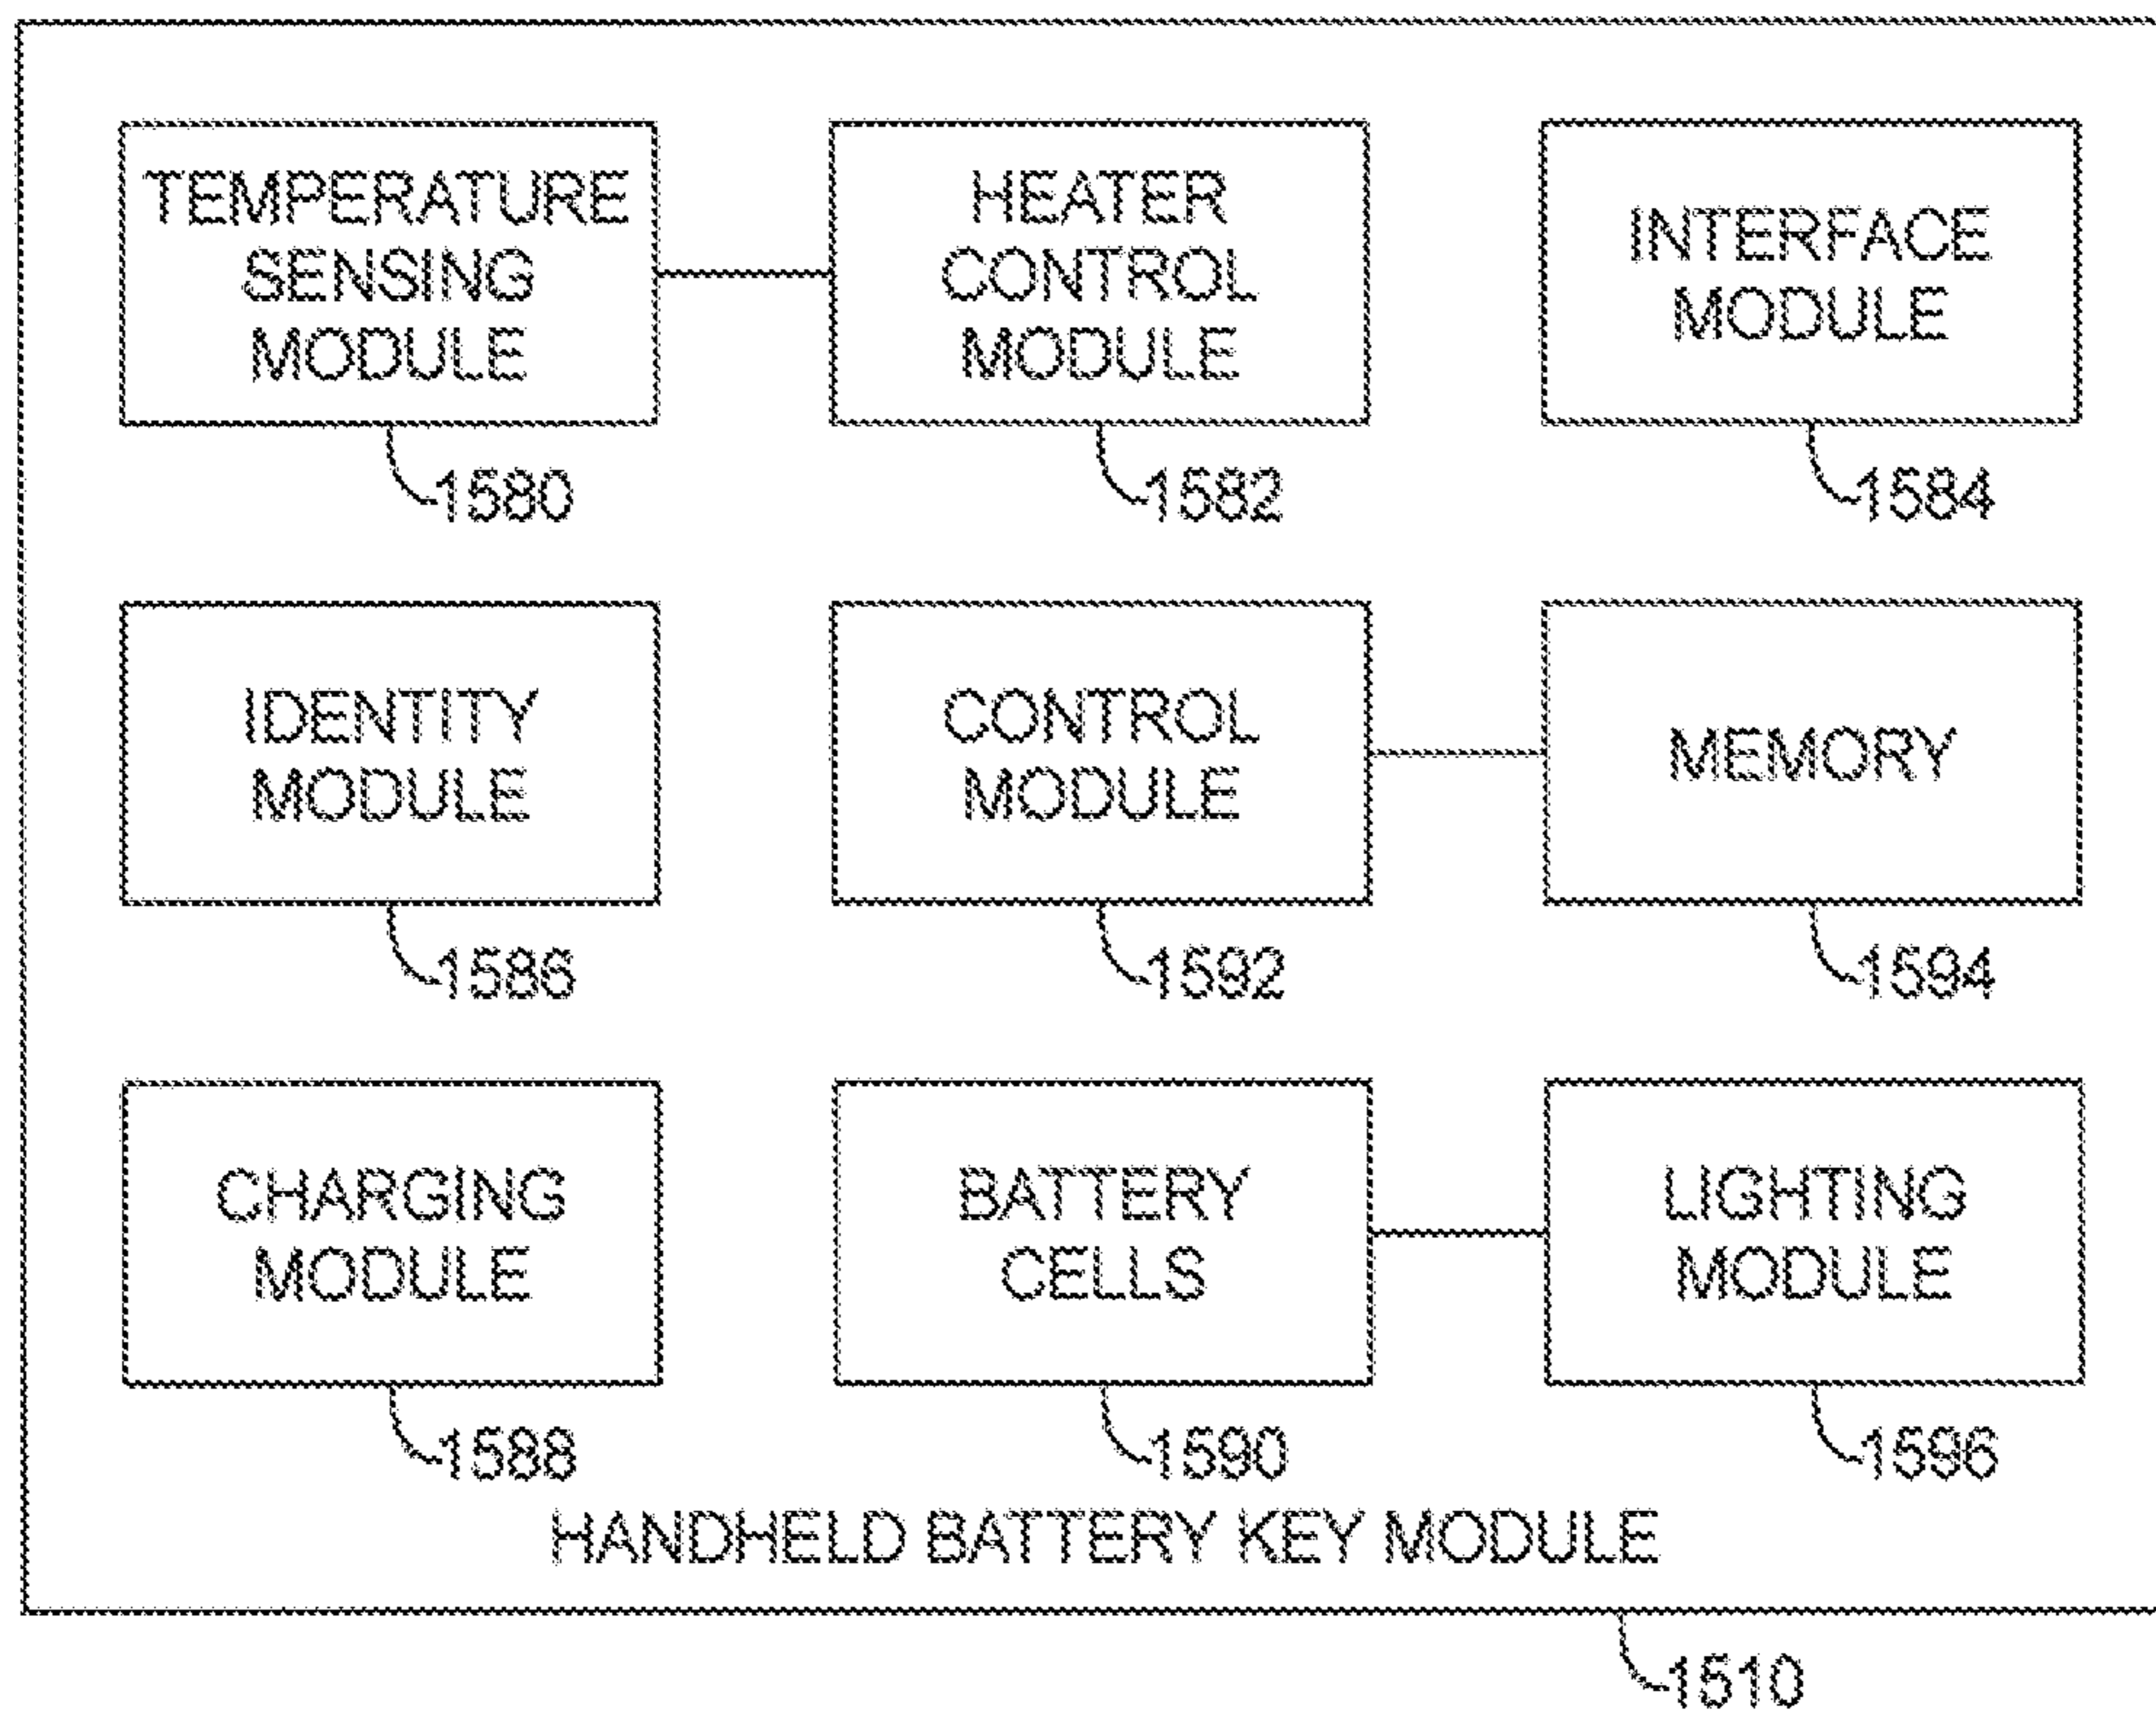 TEMPERATURE
SENSING
MODULE
1580
HEATER
CONTROL
MODULE
1582
INTERFACE
MODULE
1584
IDENTITY
MODULE
1586
CONTROL
MODULE
1592
MEMORY
1594
CHARGING
MODULE
1588
BATTERY
CELLS
1590
LIGHTING
MODULE
1596
HANDHELD BATTERY KEY MODULE
1510